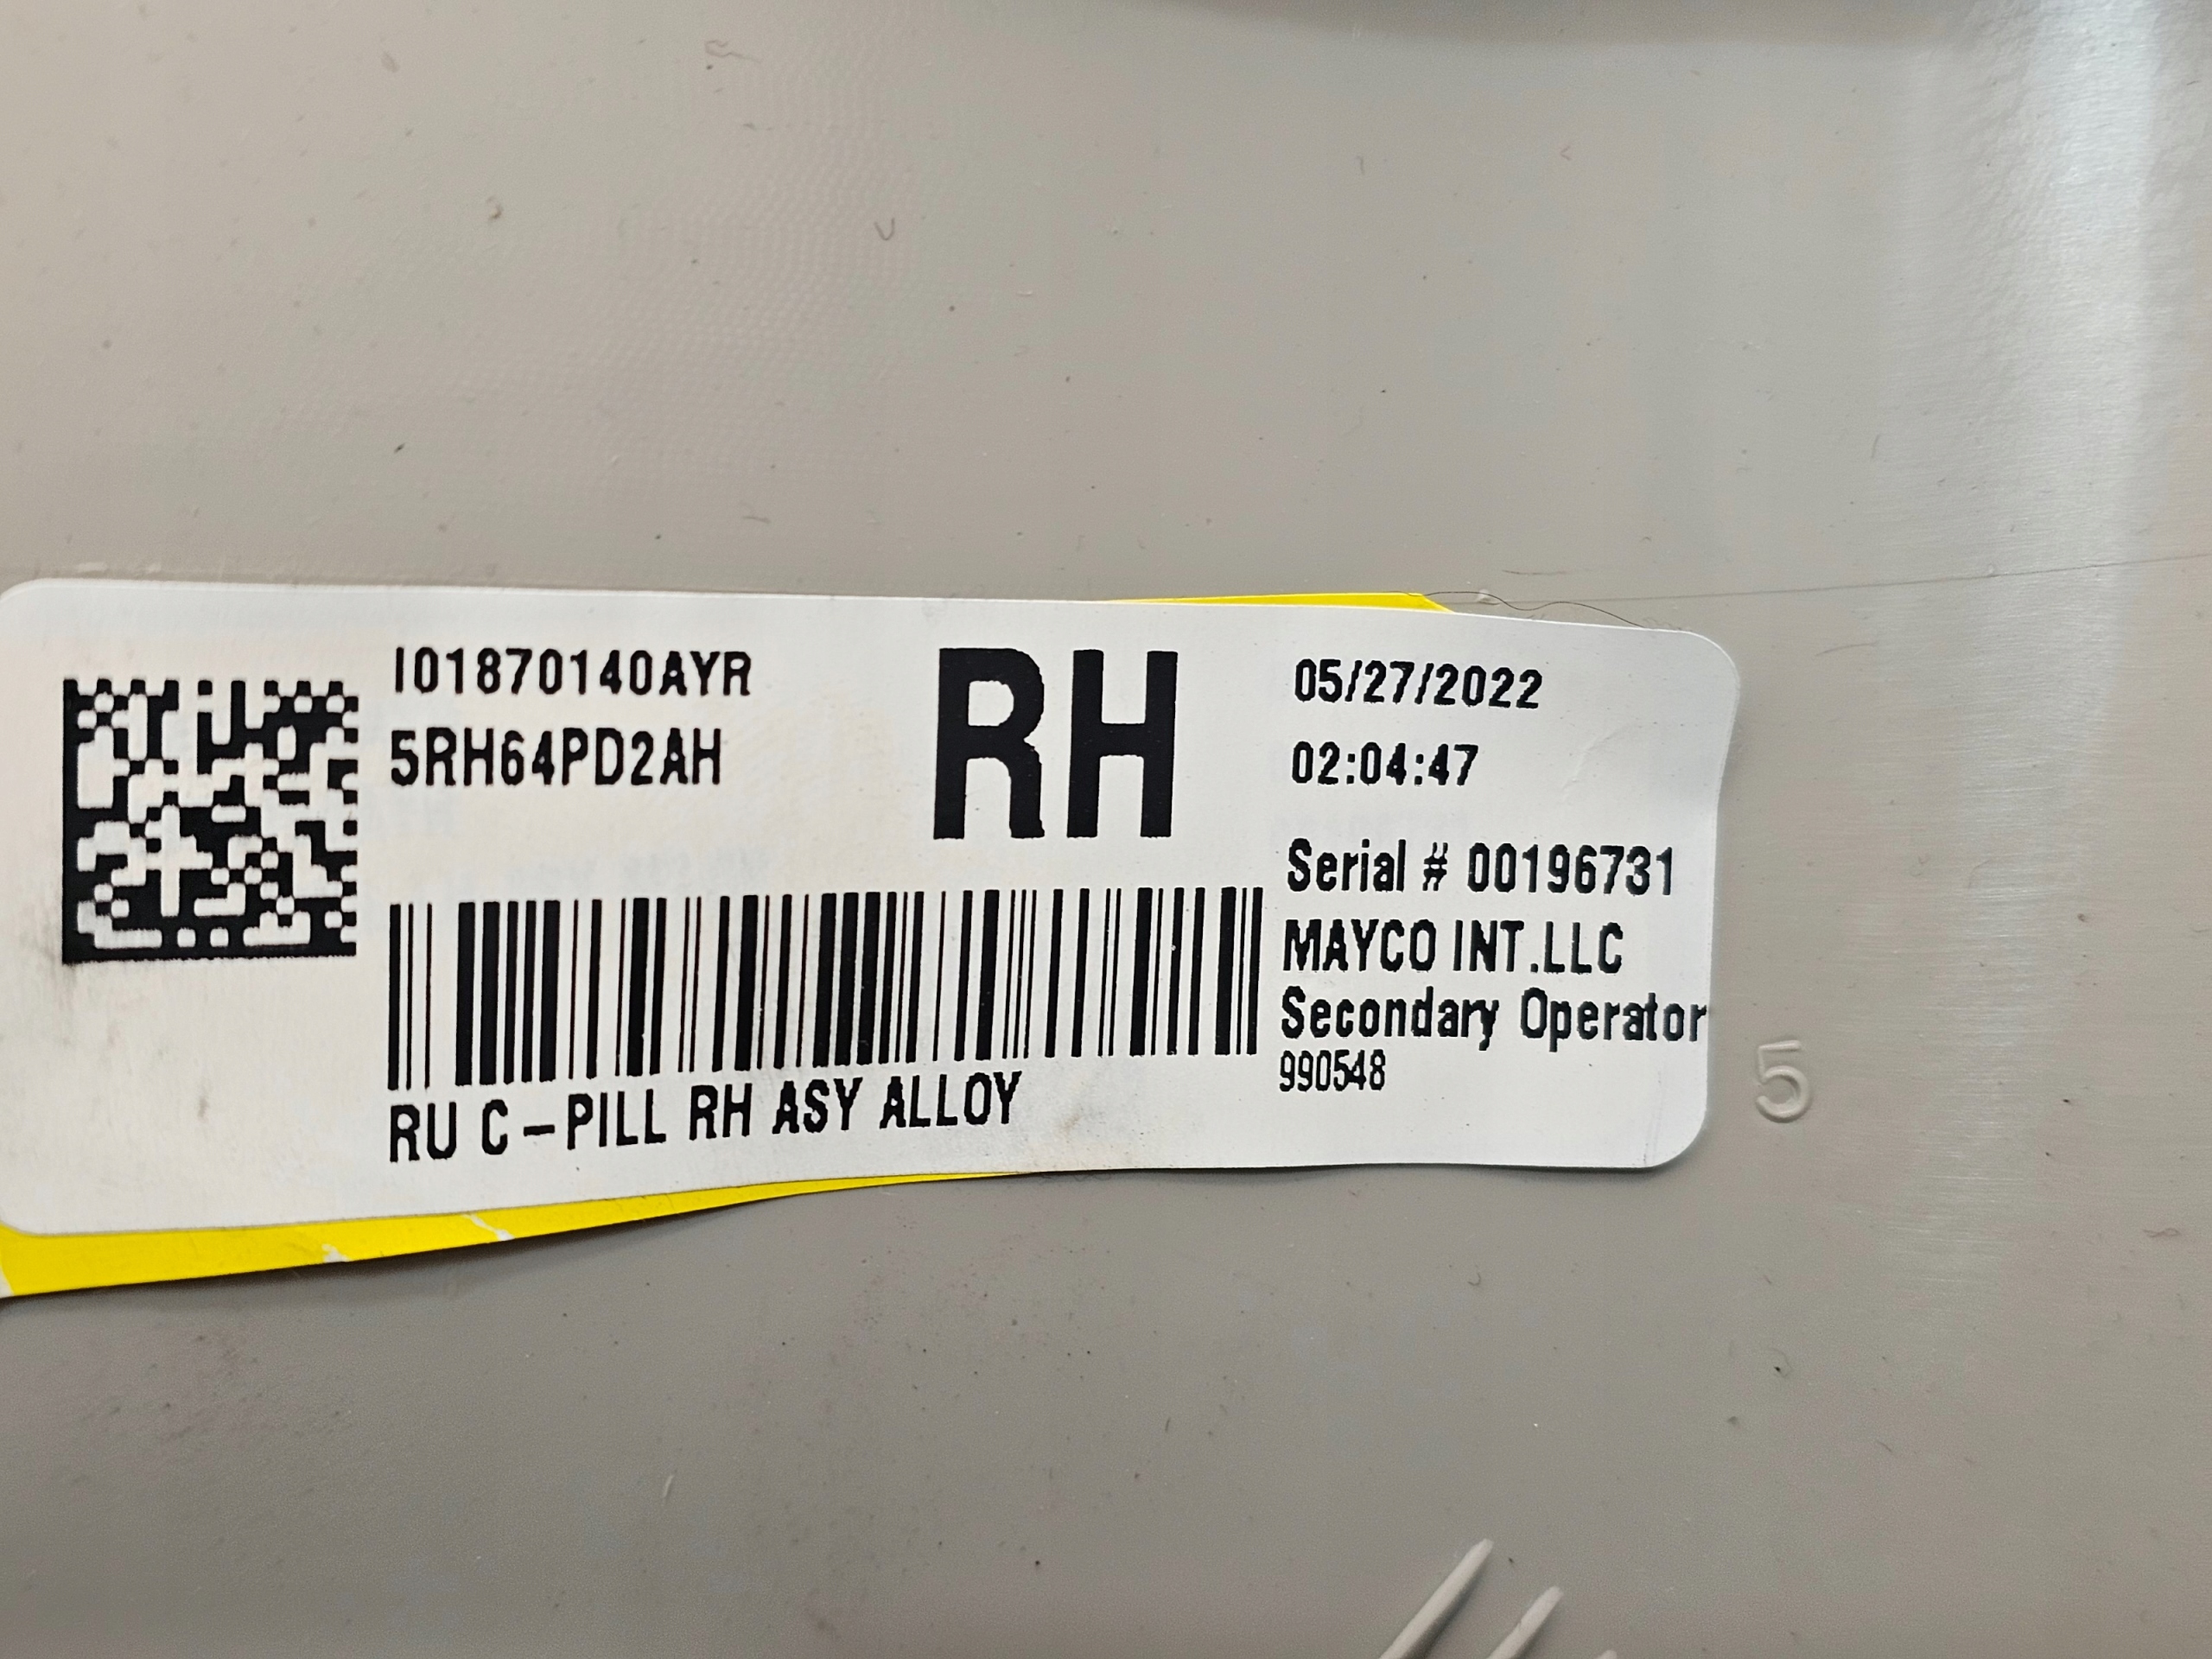 I01870140AYR
5RH64PD2AH
RH
RU C-PILL RH ASY ALLOY
05/27/2022
02:04:47
Serial # 00196731
MAYCO INT.LLC
Secondary Operator
990548
5